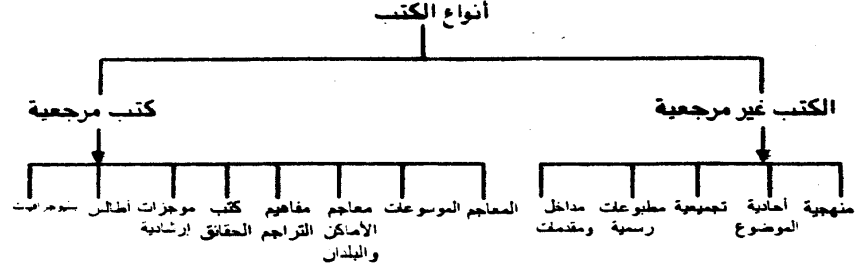 أنواع الكتب
الكتب غير مرجعية
كتب مرجعية
منهجية
أحادية
الموضوع
تجميعية
مطبوعات
رسمية
مداخل
ومقدمات
المعاجم
الموسوعات
معاجم
الأماكن
والبلدان
مفاهيم
التراجم
كتب
الحقائق
موجزات
إرشادية
أطالس
ببليوجرافيات